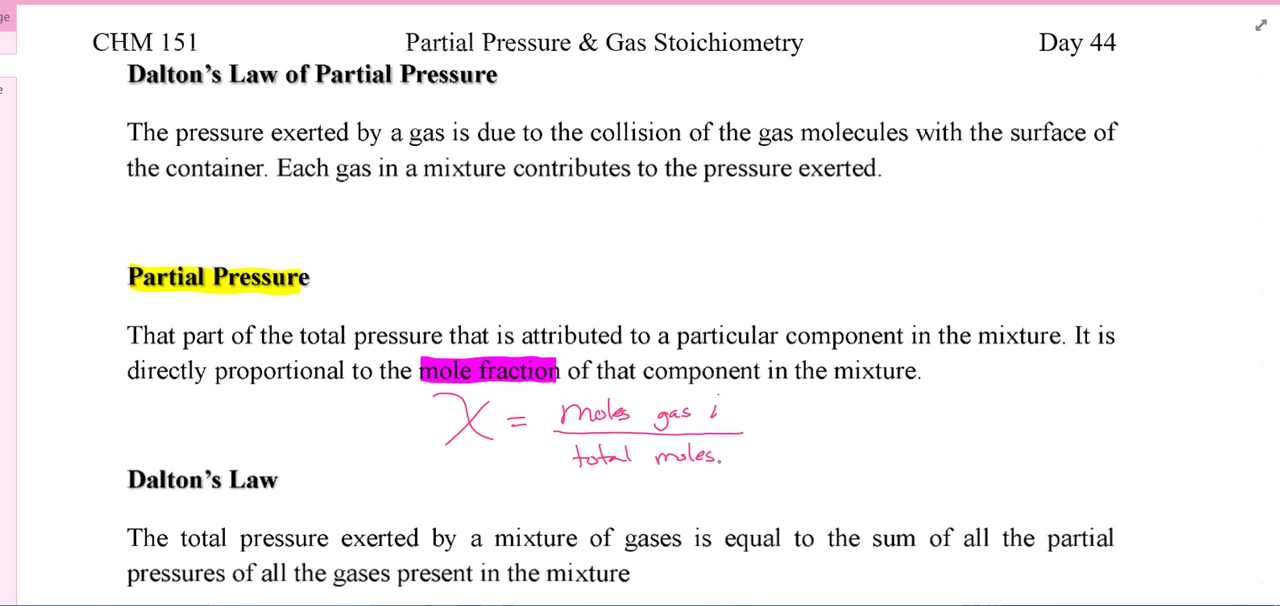 ge
CHM 151 Partial Pressure & Gas Stoichiometry Day 44
Dalton's Law of Partial Pressure
e
The pressure exerted by a gas is due to the collision of the gas molecules with the surface of
the container. Each gas in a mixture contributes to the pressure exerted.
Partial Pressure
That part of the total pressure that is attributed to a particular component in the mixture. It is
directly proportional to the mole fraction of that component in the mixture.
χ = moles gas i
total moles.
Dalton's Law
The total pressure exerted by a mixture of gases is equal to the sum of all the partial
pressures of all the gases present in the mixture